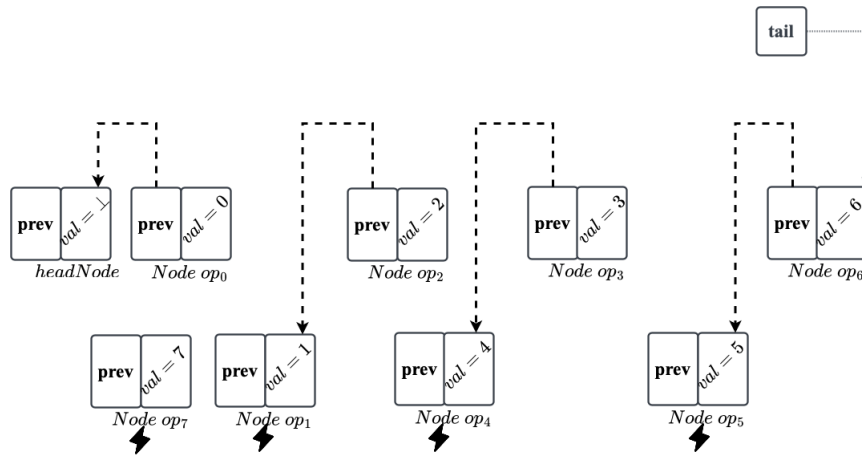 tail
prev val = ⊥ prev val = 0 prev val = 2 prev val = 3 prev val = 6
headNode Node op₀ Node op₂ Node op₃ Node op₆
prev val = 7 prev val = 1 prev val = 4 prev val = 5
Node op₇ Node op₁ Node op₄ Node op₅